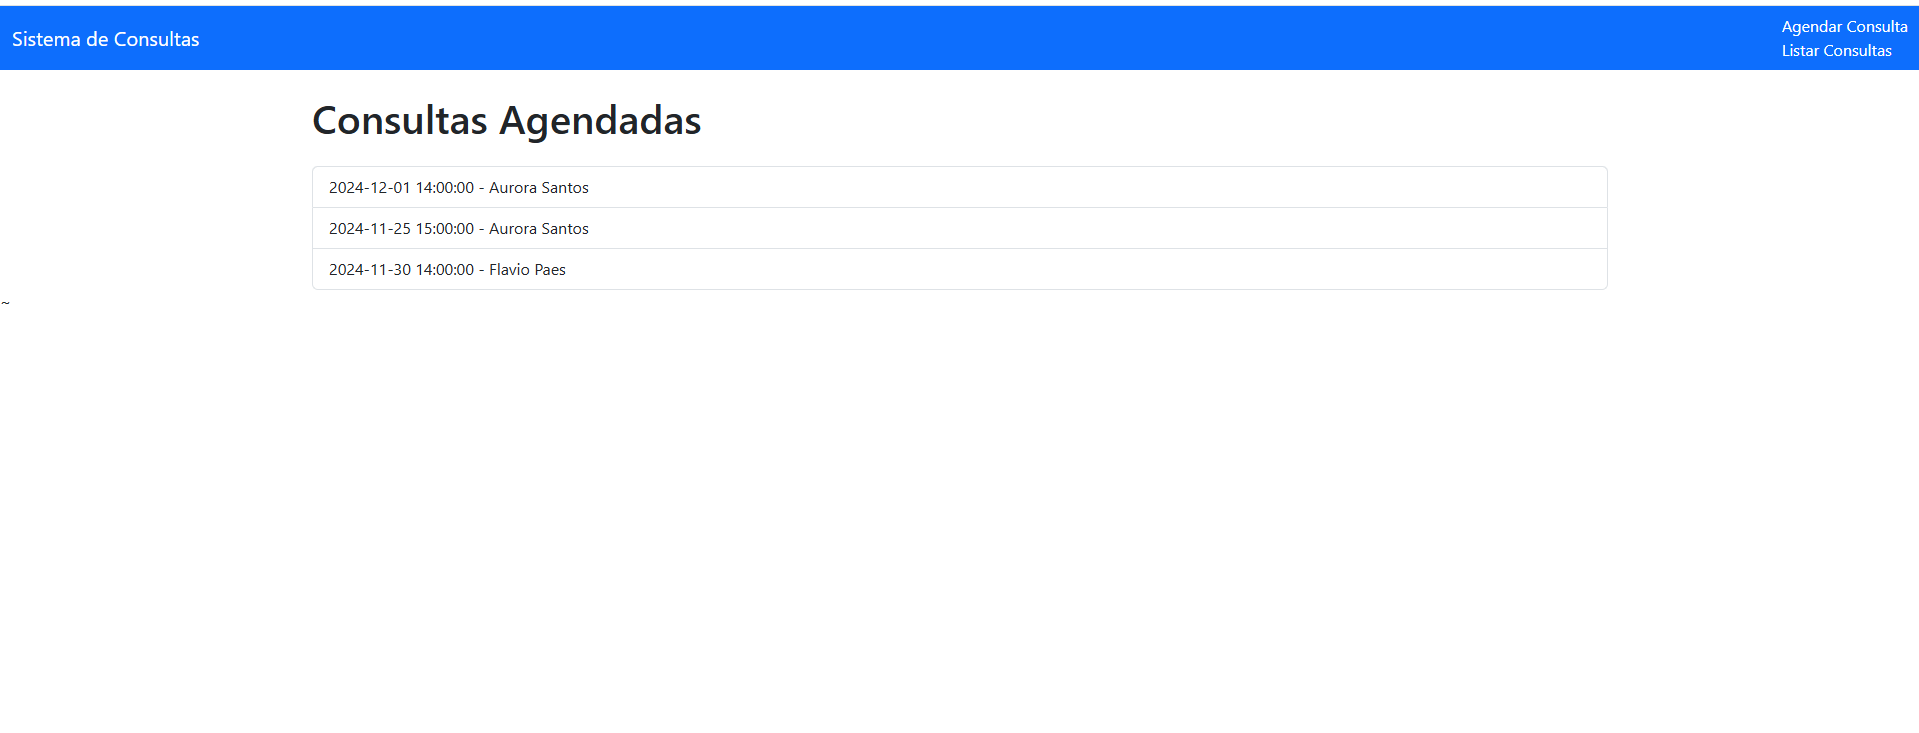 Sistema de Consultas
Agendar Consulta
Listar Consultas
Consultas Agendadas
2024-12-01 14:00:00 - Aurora Santos
2024-11-25 15:00:00 - Aurora Santos
2024-11-30 14:00:00 - Flavio Paes
~